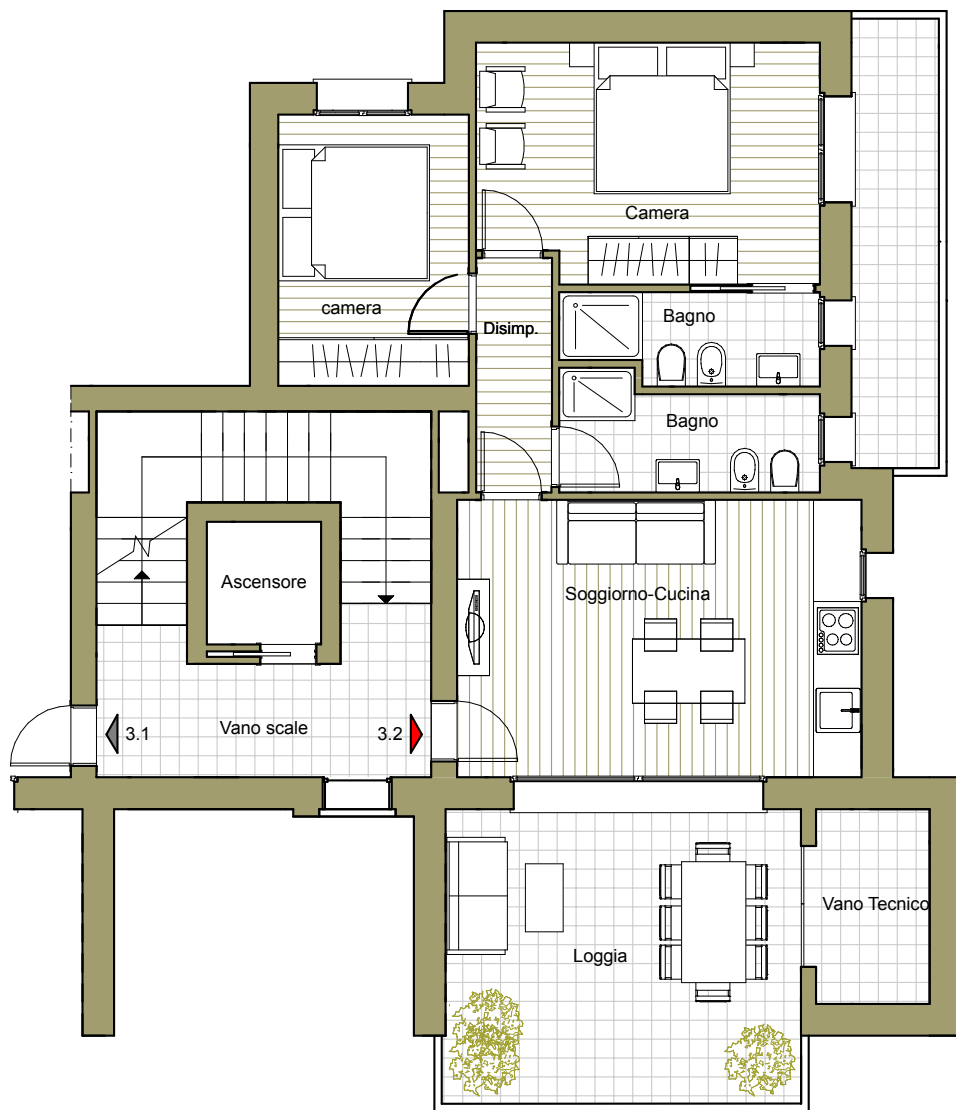 Camera
camera
Bagno
Disimp.
Bagno
Ascensore
Soggiorno-Cucina
Vano scale
3.1
3.2
Vano Tecnico
Loggia